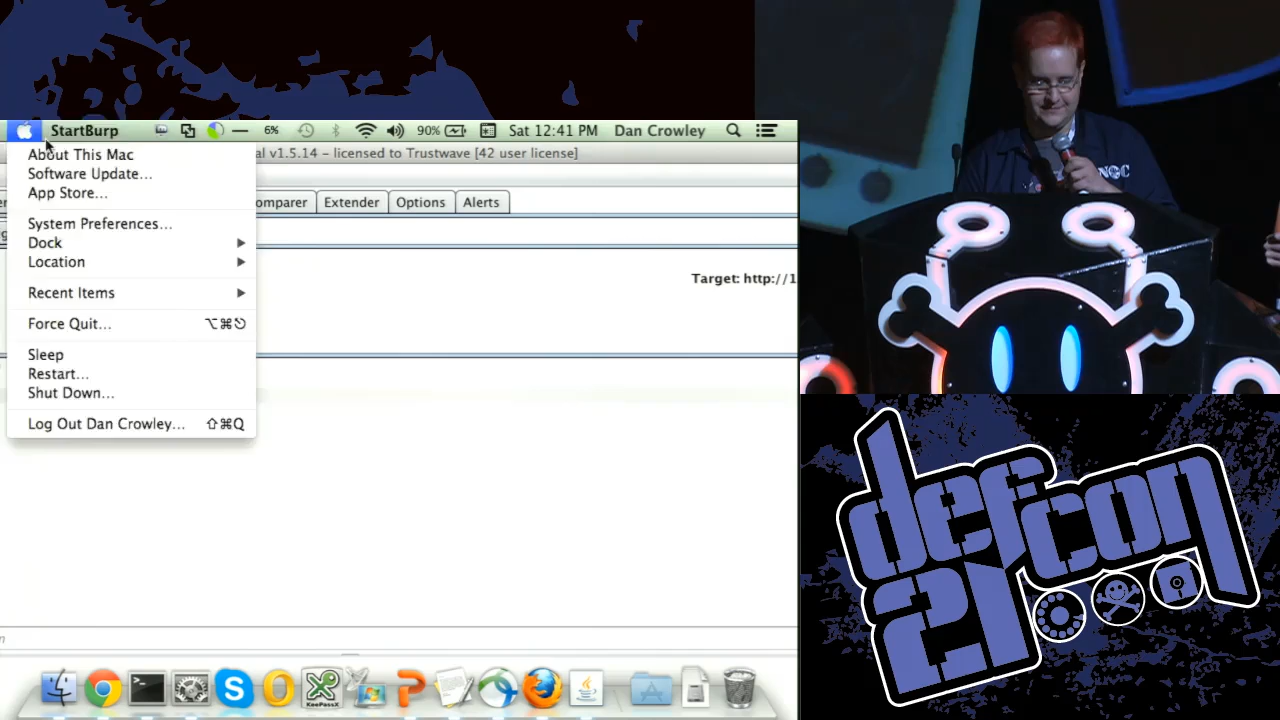 StartBurp 6% 90% Sat 12:41 PM Dan Crowley
al v1.5.14 – licensed to Trustwave [42 user license]
About This Mac
Software Update...
App Store...
System Preferences...
Dock
Location
Recent Items
Force Quit... ⌥⌘⎋
Sleep
Restart...
Shut Down...
Log Out Dan Crowley... ⇧⌘Q
omparer Extender Options Alerts
Target: http://1
KeePassX
defcon
21